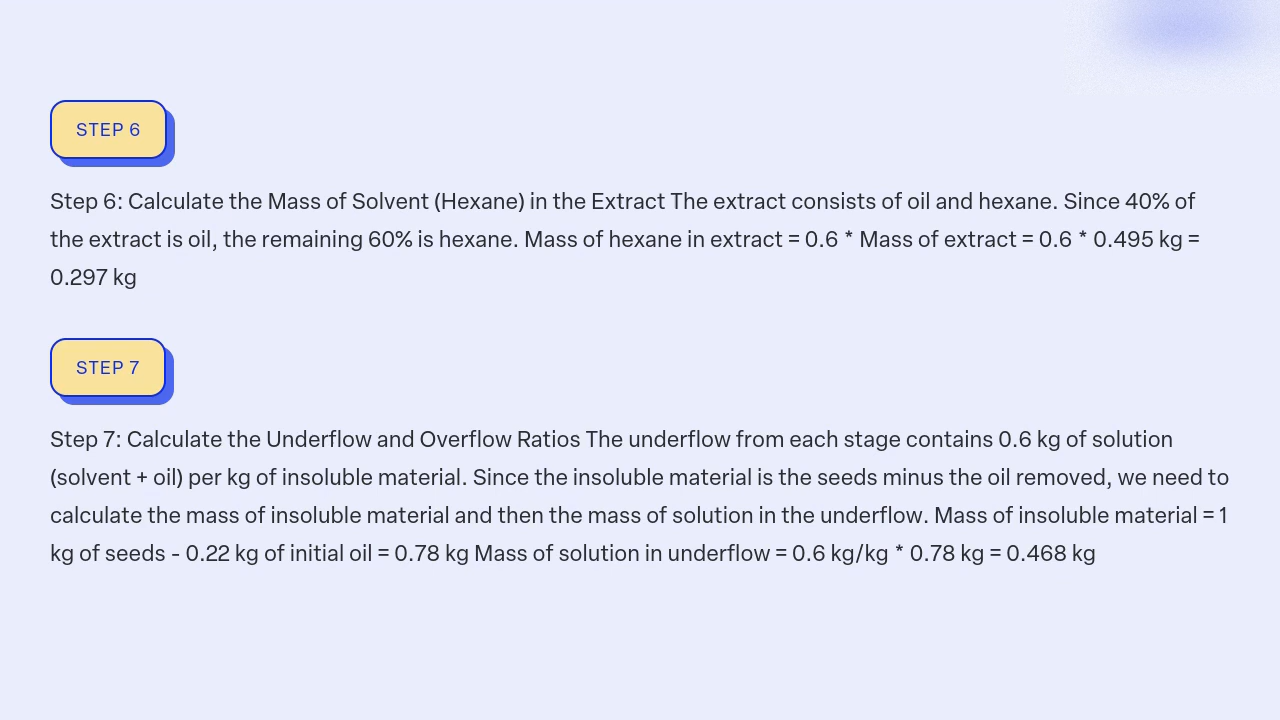 STEP 6
Step 6: Calculate the Mass of Solvent (Hexane) in the Extract The extract consists of oil and hexane. Since 40% of
the extract is oil, the remaining 60% is hexane. Mass of hexane in extract = 0.6 * Mass of extract = 0.6 * 0.495 kg =
0.297 kg
STEP 7
Step 7: Calculate the Underflow and Overflow Ratios The underflow from each stage contains 0.6 kg of solution
(solvent + oil) per kg of insoluble material. Since the insoluble material is the seeds minus the oil removed, we need to
calculate the mass of insoluble material and then the mass of solution in the underflow. Mass of insoluble material = 1
kg of seeds - 0.22 kg of initial oil = 0.78 kg Mass of solution in underflow = 0.6 kg/kg * 0.78 kg = 0.468 kg